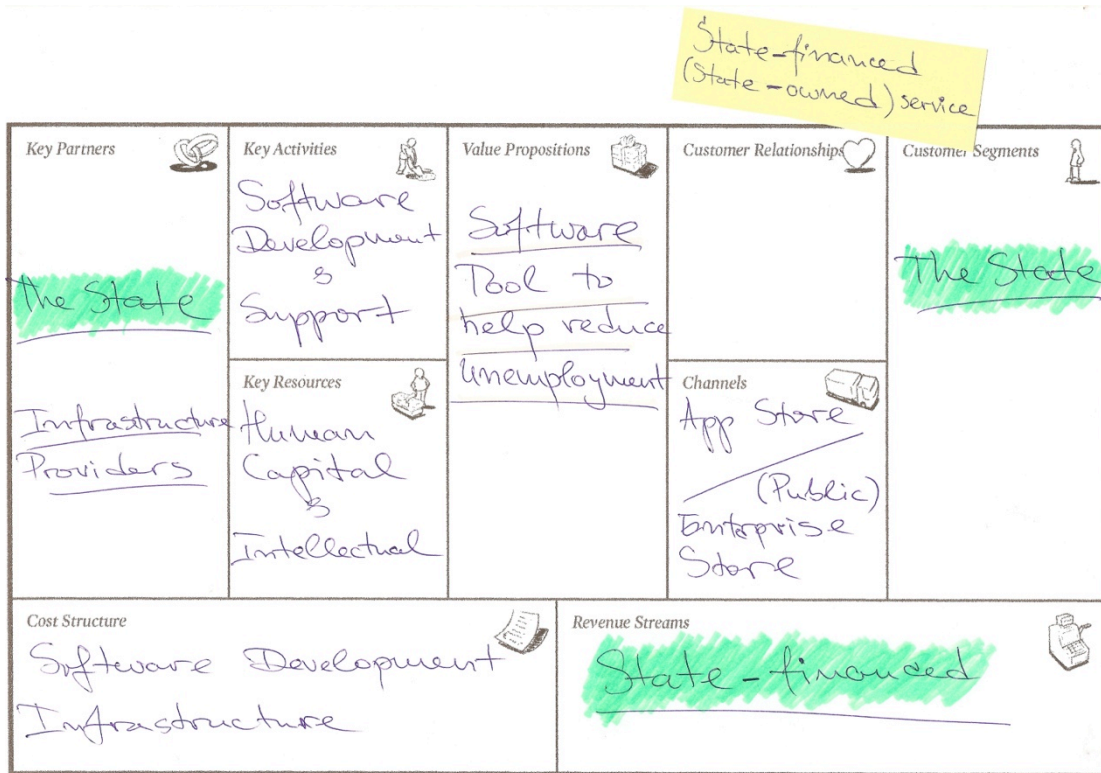 State-financed
(State-owned) service
Key Partners
The State
Infrastructure
Providers
Key Activities
Software
Development
&
Support
Key Resources
Human
Capital
&
Intellectual
Value Propositions
Software
Tool to
help reduce
unemployment
Customer Relationships
Channels
App Store
(Public)
Enterprise
Store
Customer Segments
The State
Cost Structure
Software Development
Infrastructure
Revenue Streams
State-financed